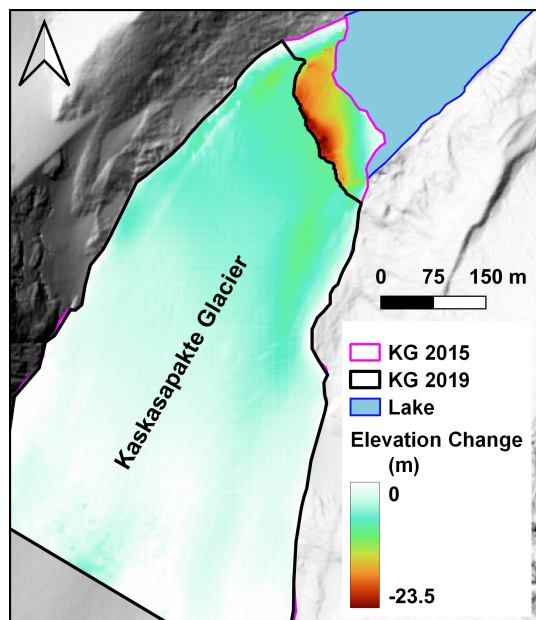 Kaskasapakte Glacier
0 75 150 m
KG 2015
KG 2019
Lake
Elevation Change
(m)
0
-23.5